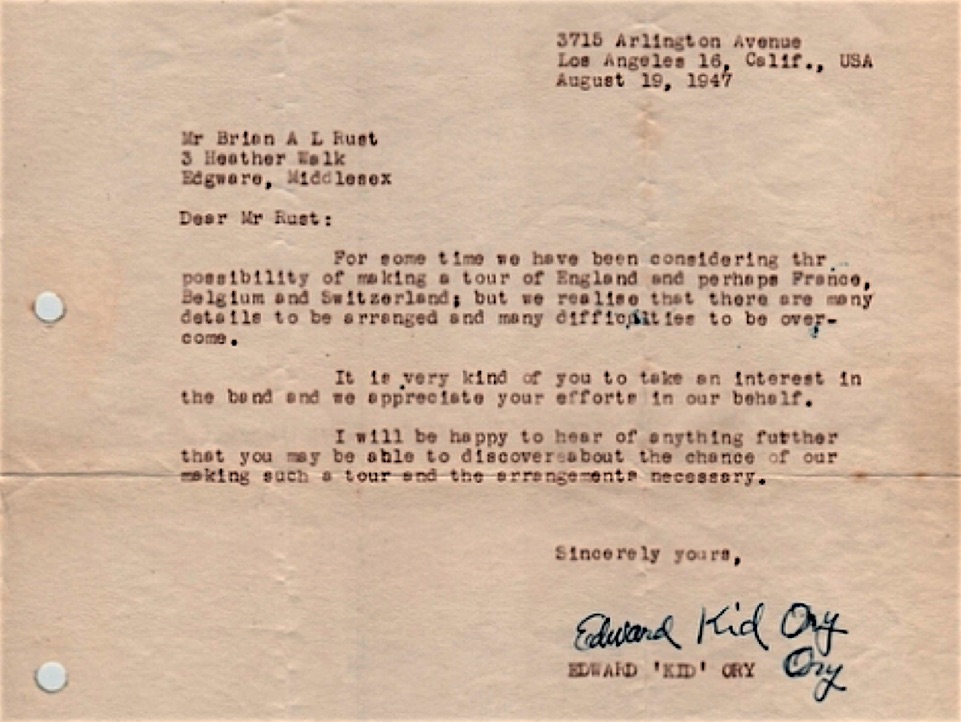 3715 Arlington Avenue
Los Angeles 16, Calif., USA
August 19, 1947
Mr Brian A L Rust
3 Heather Walk
Edgware, Middlesex
Dear Mr Rust:
For some time we have been considering thr
possibility of making a tour of England and perhaps France,
Belgium and Switzerland; but we realise that there are many
details to be arranged and many difficulties to be over-
come.
It is very kind of you to take an interest in
the band and we appreciate your efforts in our behalf.
I will be happy to hear of anything further
that you may be able to discover about the chance of our
making such a tour and the arrangements necessary.
Sincerely yours,
Edward Kid Ory
EDWARD 'KID' ORY Ory